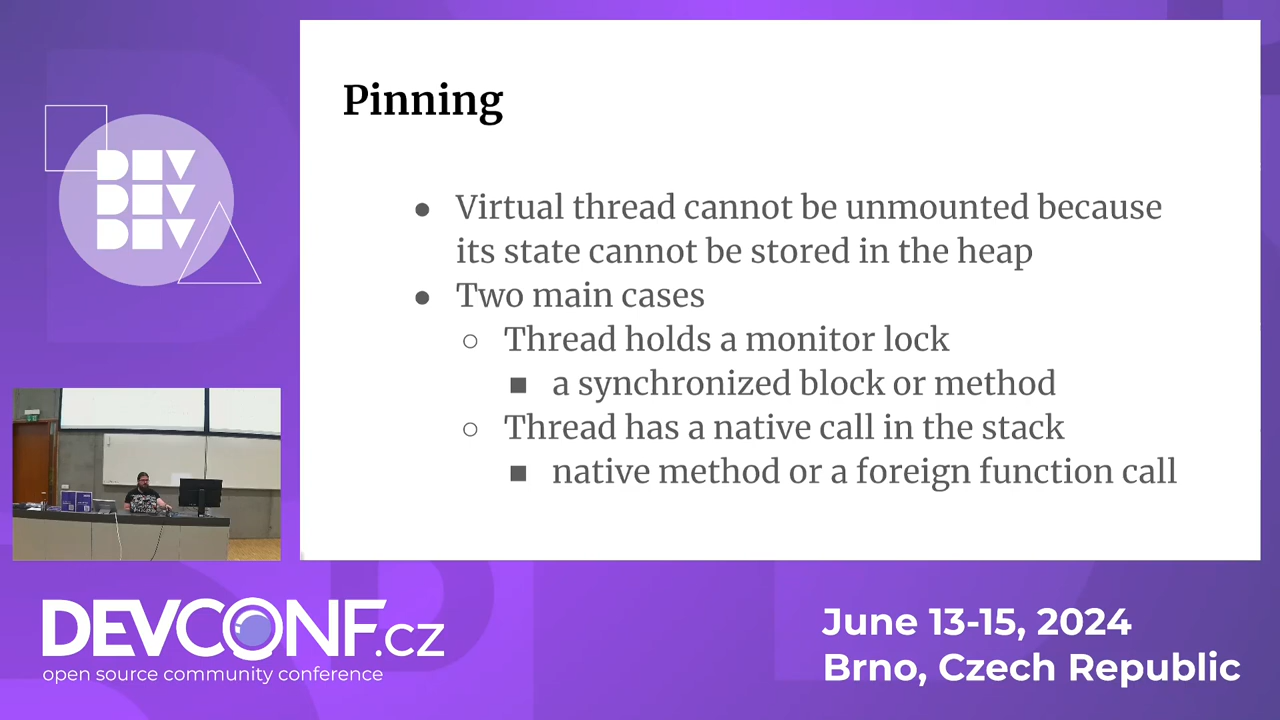 DEV
DEV
DEV
Pinning
● Virtual thread cannot be unmounted because
its state cannot be stored in the heap
● Two main cases
○ Thread holds a monitor lock
■ a synchronized block or method
○ Thread has a native call in the stack
■ native method or a foreign function call
DEVCONF.cz
open source community conference
June 13-15, 2024
Brno, Czech Republic